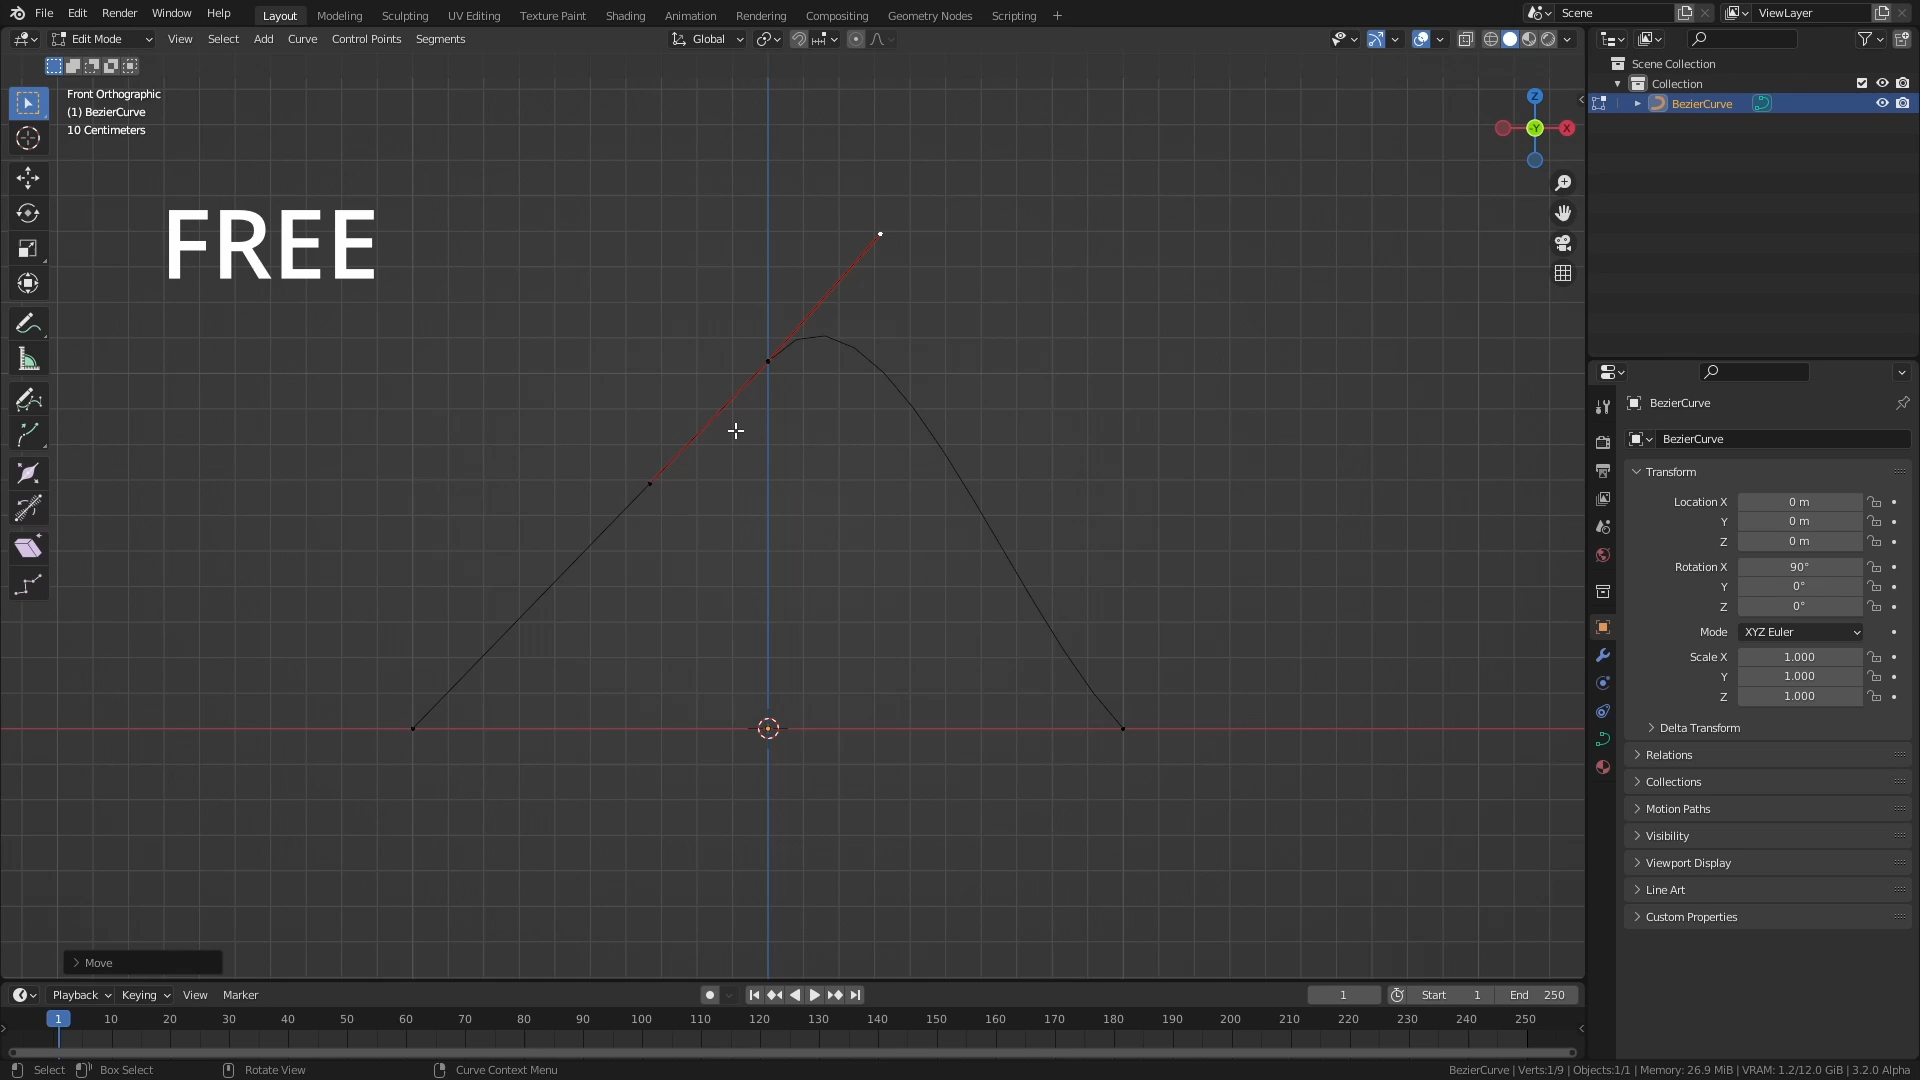 File Edit Render Window Help Layout Modeling Sculpting UV Editing Texture Paint Shading Animation Rendering Compositing Geometry Nodes Scripting + Scene ViewLayer
Edit Mode View Select Add Curve Control Points Segments Global
Front Orthographic
(1) BezierCurve
10 Centimeters
FREE
Z
Y
X
Scene Collection
Collection
BezierCurve
BezierCurve
BezierCurve
Transform
Location X 0 m
Y 0 m
Z 0 m
Rotation X 90°
Y 0°
Z 0°
Mode XYZ Euler
Scale X 1.000
Y 1.000
Z 1.000
Delta Transform
Relations
Collections
Motion Paths
Visibility
Viewport Display
Line Art
Custom Properties
Move
Playback Keying View Marker 1 Start 1 End 250
1 10 20 30 40 50 60 70 80 90 100 110 120 130 140 150 160 170 180 190 200 210 220 230 240 250
Select Box Select Rotate View Curve Context Menu BezierCurve | Verts:1/9 | Objects:1/1 | Memory: 26.9 MiB | VRAM: 1.2/12.0 GiB | 3.2.0 Alpha